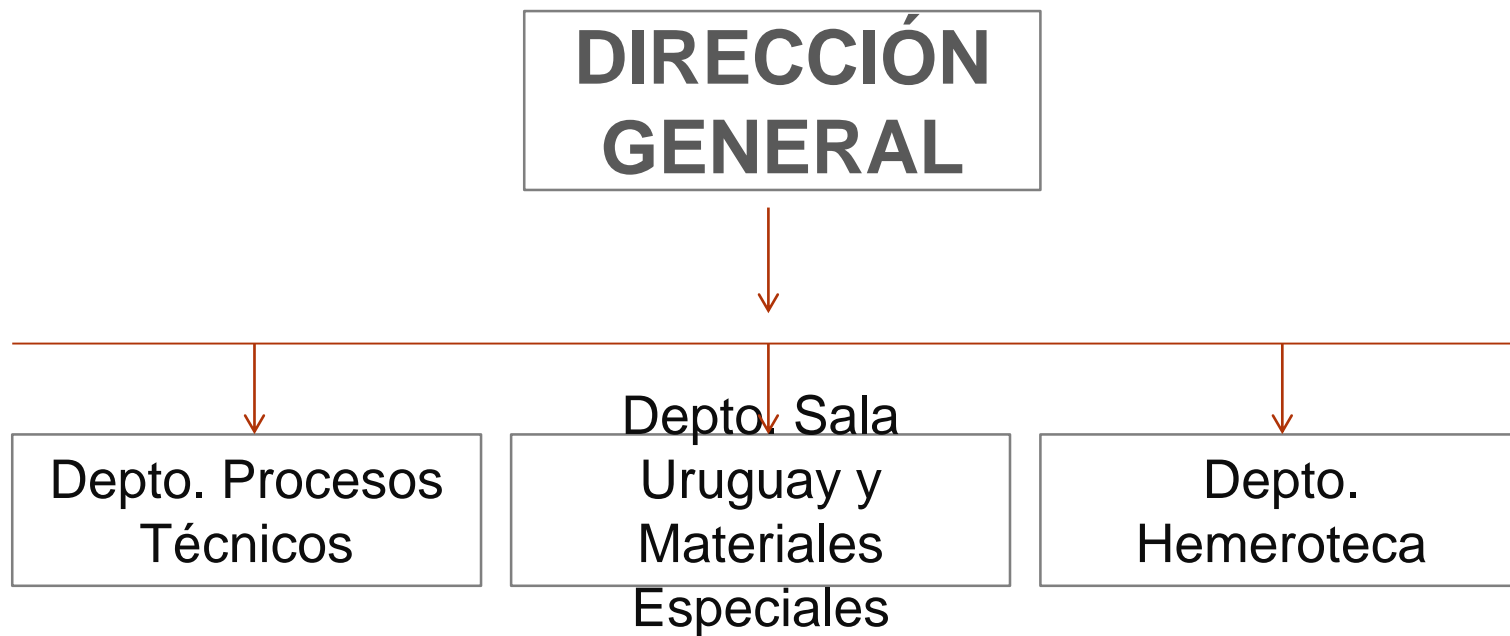 DIRECCIÓN
GENERAL
Depto. Procesos
Técnicos
Depto. Sala
Uruguay y
Materiales
Especiales
Depto.
Hemeroteca